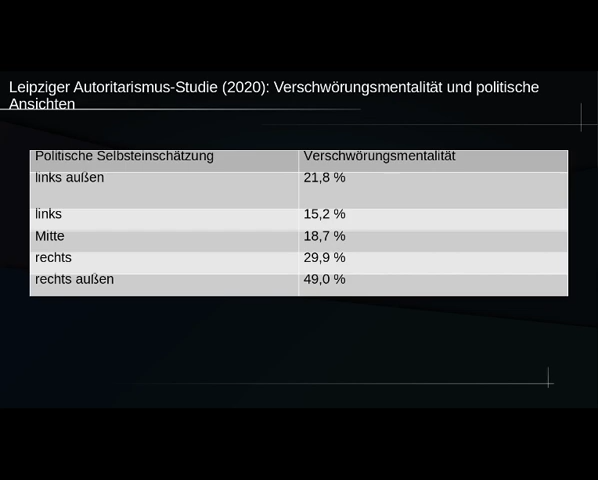 Leipziger Autoritarismus-Studie (2020): Verschwörungsmentalität und politische
Ansichten
Politische Selbsteinschätzung Verschwörungsmentalität
links außen 21,8 %
links 15,2 %
Mitte 18,7 %
rechts 29,9 %
rechts außen 49,0 %